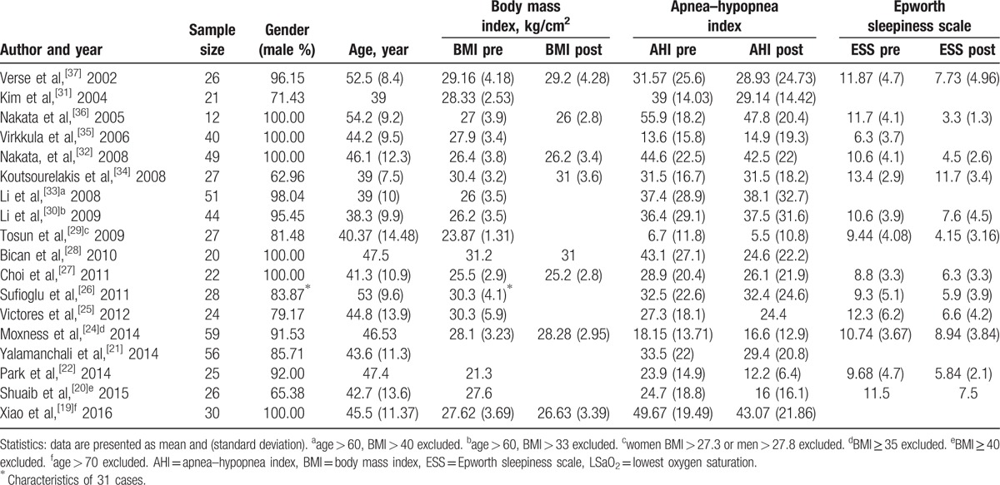 Body mass index, kg/cm2 Apnea–hypopnea index Epworth sleepiness scale
Author and year Sample size Gender (male %) Age, year BMI pre BMI post AHI pre AHI post ESS pre ESS post
Verse et al,[37] 2002 26 96.15 52.5 (8.4) 29.16 (4.18) 29.2 (4.28) 31.57 (25.6) 28.93 (24.73) 11.87 (4.7) 7.73 (4.96)
Kim et al,[31] 2004 21 71.43 39 28.33 (2.53) 39 (14.03) 29.14 (14.42)
Nakata et al,[36] 2005 12 100.00 54.2 (9.2) 27 (3.9) 26 (2.8) 55.9 (18.2) 47.8 (20.4) 11.7 (4.1) 3.3 (1.3)
Virkkula et al,[35] 2006 40 100.00 44.2 (9.5) 27.9 (3.4) 13.6 (15.8) 14.9 (19.3) 6.3 (3.7)
Nakata, et al,[32] 2008 49 100.00 46.1 (12.3) 26.4 (3.8) 26.2 (3.4) 44.6 (22.5) 42.5 (22) 10.6 (4.1) 4.5 (2.6)
Koutsourelakis et al,[34] 2008 27 62.96 39 (7.5) 30.4 (3.2) 31 (3.6) 31.5 (16.7) 31.5 (18.2) 13.4 (2.9) 11.7 (3.4)
Li et al,[33]a 2008 51 98.04 39 (10) 26 (3.5) 37.4 (28.9) 38.1 (32.7)
Li et al,[30]b 2009 44 95.45 38.3 (9.9) 26.2 (3.5) 36.4 (29.1) 37.5 (31.6) 10.6 (3.9) 7.6 (4.5)
Tosun et al,[29]c 2009 27 81.48 40.37 (14.48) 23.87 (1.31) 6.7 (11.8) 5.5 (10.8) 9.44 (4.08) 4.15 (3.16)
Bican et al,[28] 2010 20 100.00 47.5 31.2 31 43.1 (27.1) 24.6 (22.2)
Choi et al,[27] 2011 22 100.00 41.3 (10.9) 25.5 (2.9) 25.2 (2.8) 28.9 (20.4) 26.1 (21.9) 8.8 (3.3) 6.3 (3.3)
Sufioglu et al,[26] 2011 28 83.87* 53 (9.6) 30.3 (4.1)* 32.5 (22.6) 32.4 (24.6) 9.3 (5.1) 5.9 (3.9)
Victores et al,[25] 2012 24 79.17 44.8 (13.9) 30.3 (5.9) 27.3 (18.1) 24.4 12.3 (6.2) 6.6 (4.2)
Moxness et al,[24]d 2014 59 91.53 46.53 28.1 (3.23) 28.28 (2.95) 18.15 (13.71) 16.6 (12.9) 10.74 (3.67) 8.94 (3.84)
Yalamanchali et al,[21] 2014 56 85.71 43.6 (11.3) 33.5 (22) 29.4 (20.8)
Park et al,[22] 2014 25 92.00 47.4 21.3 23.9 (14.9) 12.2 (6.4) 9.68 (4.7) 5.84 (2.1)
Shuaib et al,[20]e 2015 26 65.38 42.7 (13.6) 27.6 24.7 (18.8) 16 (16.1) 11.5 7.5
Xiao et al,[19]f 2016 30 100.00 45.5 (11.37) 27.62 (3.69) 26.63 (3.39) 49.67 (19.49) 43.07 (21.86)
Statistics: data are presented as mean and (standard deviation). aage > 60, BMI > 40 excluded. bage > 60, BMI > 33 excluded. cwomen BMI > 27.3 or men > 27.8 excluded. dBMI ≥ 35 excluded. eBMI ≥ 40
excluded. fage > 70 excluded. AHI = apnea–hypopnea index, BMI = body mass index, ESS = Epworth sleepiness scale, LSaO2 = lowest oxygen saturation.
* Characteristics of 31 cases.